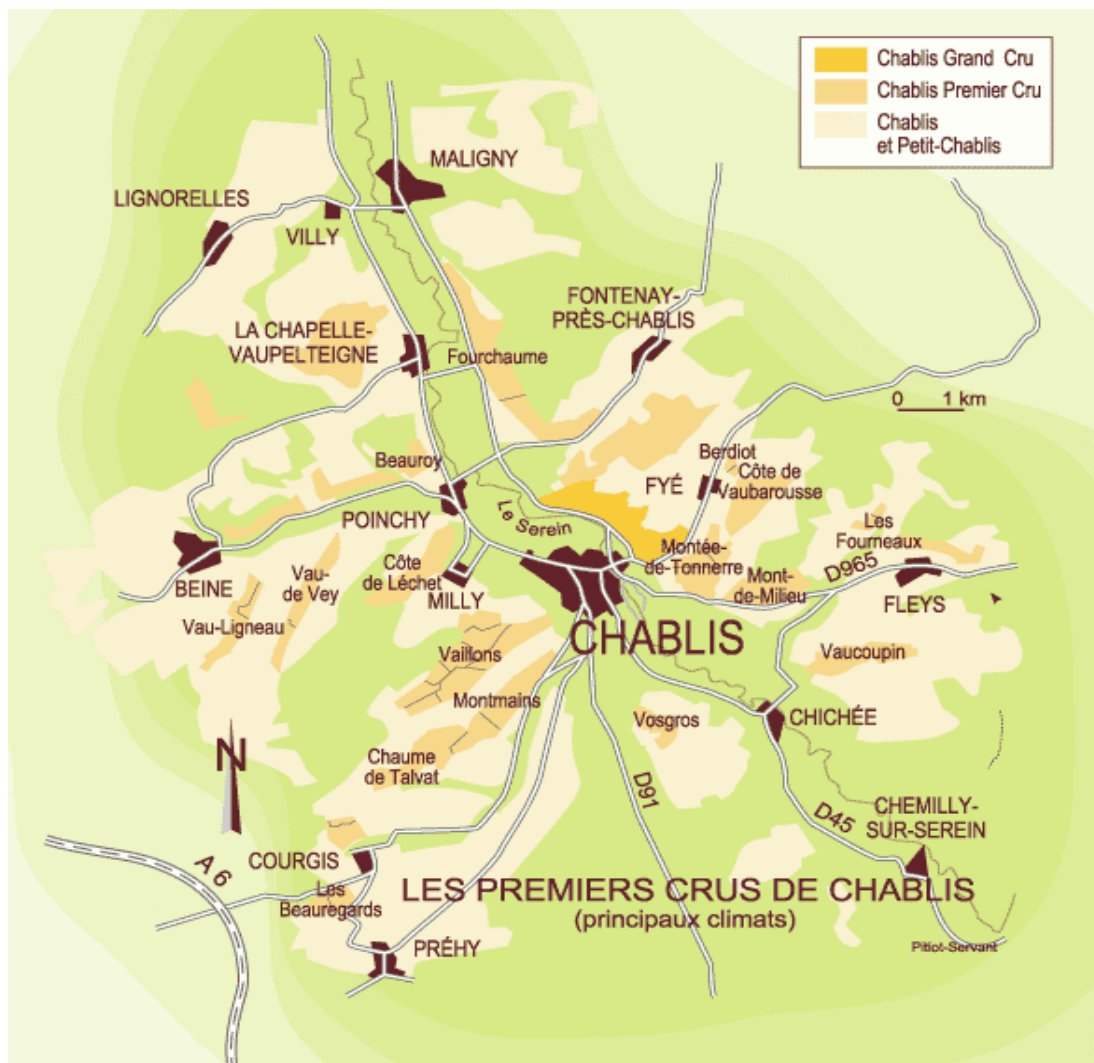 Chablis Grand Cru
Chablis Premier Cru
Chablis
et Petit-Chablis
MALIGNY
LIGNORELLES
VILLY
FONTENAY-
PRÈS-CHABLIS
LA CHAPELLE-
VAUPELTEIGNE
Fourchaume
0 1 km
Beauroy
Berdiot
Côte de
Vaubarousse
FYÉ
POINCHY
Le Serein
Les
Fourneaux
Montée-
de-Tonnerre
Mont-
de-Milieu
D965
BEINE
Vau-
de Vey
Côte
de Léchet
MILLY
FLEYS
Vau-Ligneau
CHABLIS
Vaillons
Vaucoupin
Montmains
Vosgros
CHICHÉE
N
Chaume
de Talvat
D91
D45
CHEMILLY-
SUR-SEREIN
A 6
COURGIS
Les
Beauregards
LES PREMIERS CRUS DE CHABLIS
(principaux climats)
PRÉHY
Pitiot-Servant